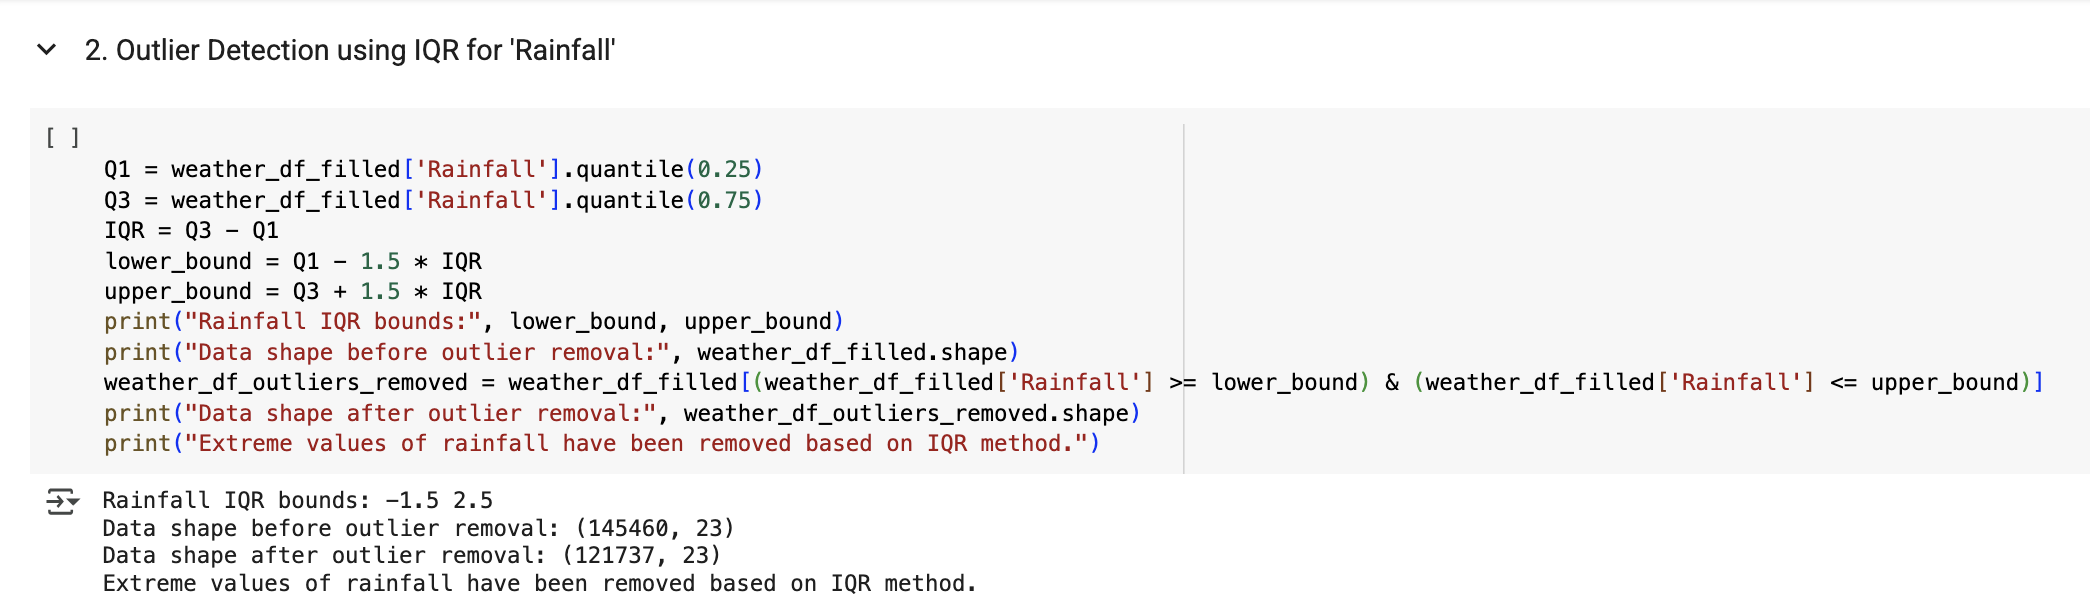 2. Outlier Detection using IQR for 'Rainfall'
[ ]
Q1 = weather_df_filled['Rainfall'].quantile(0.25)
Q3 = weather_df_filled['Rainfall'].quantile(0.75)
IQR = Q3 − Q1
lower_bound = Q1 − 1.5 * IQR
upper_bound = Q3 + 1.5 * IQR
print("Rainfall IQR bounds:", lower_bound, upper_bound)
print("Data shape before outlier removal:", weather_df_filled.shape)
weather_df_outliers_removed = weather_df_filled[(weather_df_filled['Rainfall'] >= lower_bound) & (weather_df_filled['Rainfall'] <= upper_bound)]
print("Data shape after outlier removal:", weather_df_outliers_removed.shape)
print("Extreme values of rainfall have been removed based on IQR method.")
Rainfall IQR bounds: −1.5 2.5
Data shape before outlier removal: (145460, 23)
Data shape after outlier removal: (121737, 23)
Extreme values of rainfall have been removed based on IQR method.